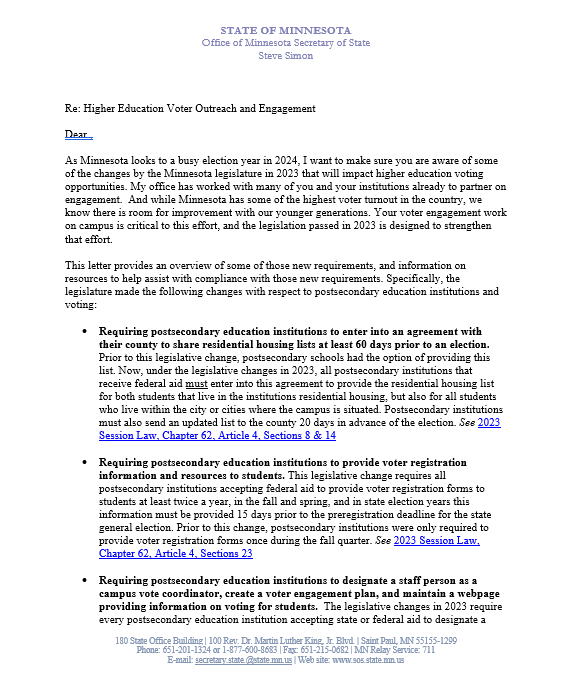 STATE OF MINNESOTA
Office of Minnesota Secretary of State
Steve Simon
Re: Higher Education Voter Outreach and Engagement
Dear…
As Minnesota looks to a busy election year in 2024, I want to make sure you are aware of some
of the changes by the Minnesota legislature in 2023 that will impact higher education voting
opportunities. My office has worked with many of you and your institutions already to partner on
engagement.  And while Minnesota has some of the highest voter turnout in the country, we
know there is room for improvement with our younger generations. Your voter engagement work
on campus is critical to this effort, and the legislation passed in 2023 is designed to strengthen
that effort.
This letter provides an overview of some of those new requirements, and information on
resources to help assist with compliance with those new requirements. Specifically, the
legislature made the following changes with respect to postsecondary education institutions and
voting:
• Requiring postsecondary education institutions to enter into an agreement with
their county to share residential housing lists at least 60 days prior to an election.
Prior to this legislative change, postsecondary schools had the option of providing this
list. Now, under the legislative changes in 2023, all postsecondary institutions that
receive federal aid must enter into this agreement to provide the residential housing list
for both students that live in the institutions residential housing, but also for all students
who live within the city or cities where the campus is situated. Postsecondary institutions
must also send an updated list to the county 20 days in advance of the election. See 2023
Session Law, Chapter 62, Article 4, Sections 8 & 14
• Requiring postsecondary education institutions to provide voter registration
information and resources to students. This legislative change requires all
postsecondary institutions accepting federal aid to provide voter registration forms to
students at least twice a year, in the fall and spring, and in state election years this
information must be provided 15 days prior to the preregistration deadline for the state
general election. Prior to this change, postsecondary institutions were only required to
provide voter registration forms once during the fall quarter. See 2023 Session Law,
Chapter 62, Article 4, Sections 23
• Requiring postsecondary education institutions to designate a staff person as a
campus vote coordinator, create a voter engagement plan, and maintain a webpage
providing information on voting for students.  The legislative changes in 2023 require
every postsecondary education institution accepting state or federal aid to designate a
180 State Office Building | 100 Rev. Dr. Martin Luther King, Jr. Blvd. | Saint Paul, MN 55155-1299
Phone: 651-201-1324 or 1-877-600-8683 | Fax: 651-215-0682 | MN Relay Service: 711
E-mail: secretary.state@state.mn.us | Web site: www.sos.state.mn.us